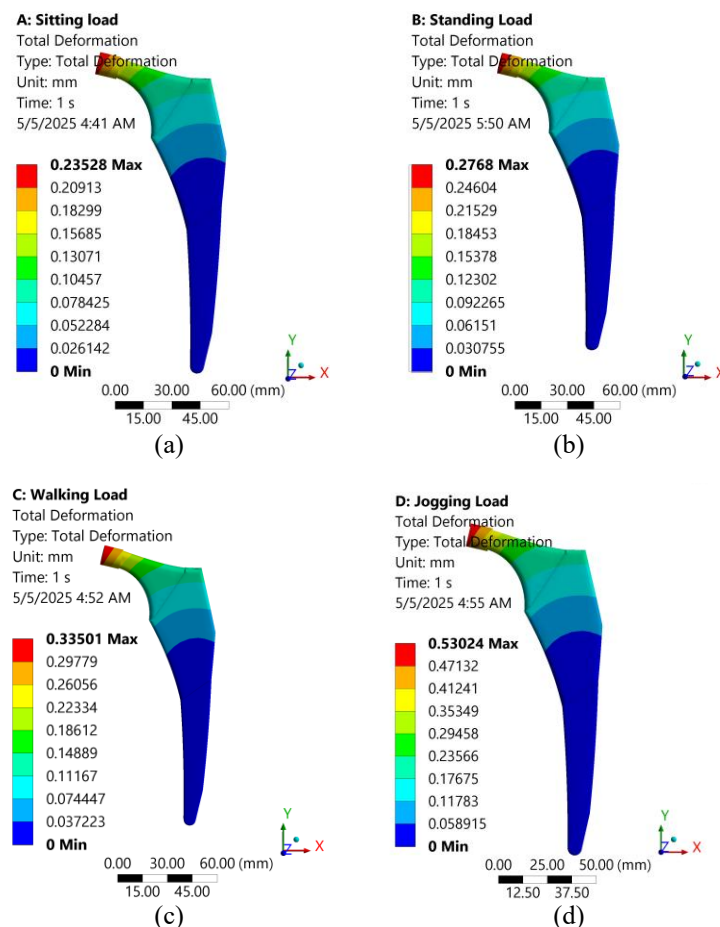 A: Sitting load
Total Deformation
Type: Total Deformation
Unit: mm
Time: 1 s
5/5/2025 4:41 AM
0.23528 Max
0.20913
0.18299
0.15685
0.13071
0.10457
0.078425
0.052284
0.026142
0 Min
Y
Z
X
0.00 30.00 60.00 (mm)
15.00 45.00
(a)
B: Standing Load
Total Deformation
Type: Total Deformation
Unit: mm
Time: 1 s
5/5/2025 5:50 AM
0.2768 Max
0.24604
0.21529
0.18453
0.15378
0.12302
0.092265
0.06151
0.030755
0 Min
Y
Z
X
0.00 30.00 60.00 (mm)
15.00 45.00
(b)
C: Walking Load
Total Deformation
Type: Total Deformation
Unit: mm
Time: 1 s
5/5/2025 4:52 AM
0.33501 Max
0.29779
0.26056
0.22334
0.18612
0.14889
0.11167
0.074447
0.037223
0 Min
Y
Z
X
0.00 30.00 60.00 (mm)
15.00 45.00
(c)
D: Jogging Load
Total Deformation
Type: Total Deformation
Unit: mm
Time: 1 s
5/5/2025 4:55 AM
0.53024 Max
0.47132
0.41241
0.35349
0.29458
0.23566
0.17675
0.11783
0.058915
0 Min
Y
Z
X
0.00 25.00 50.00 (mm)
12.50 37.50
(d)